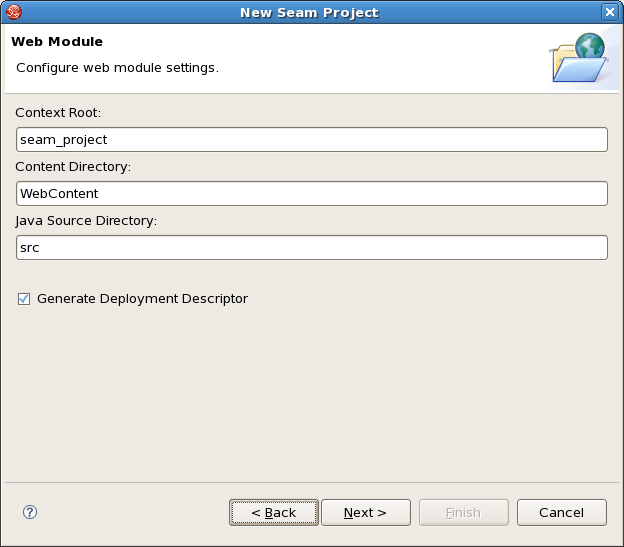 New Seam Project
Web Module
Configure web module settings.
Context Root:
seam_project
Content Directory:
WebContent
Java Source Directory:
src
Generate Deployment Descriptor
? < Back Next > Finish Cancel